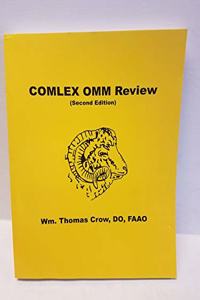 COMLEX OMM Review
(Second Edition)
Wm. Thomas Crow, DO, FAAO